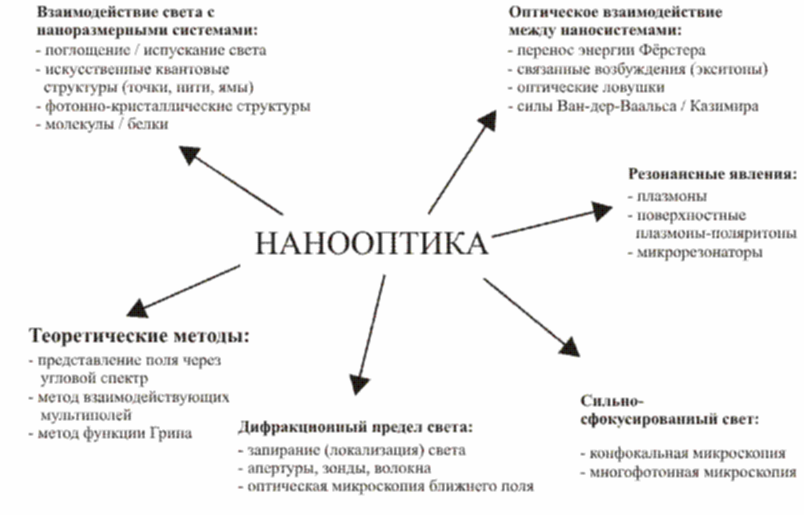 Взаимодействие света с
наноразмерными системами:
- поглощение / испускание света
- искусственные квантовые
структуры (точки, нити, ямы)
- фотонно-кристаллические структуры
- молекулы / белки
Оптическое взаимодействие
между наносистемами:
- перенос энергии Фёрстера
- связанные возбуждения (экситоны)
- оптические ловушки
- силы Ван-дер-Ваальса / Казимира
Резонансные явления:
- плазмоны
- поверхностные
плазмоны-поляритоны
- микрорезонаторы
НАНООПТИКА
Теоретические методы:
- представление поля через
угловой спектр
- метод взаимодействующих
мультиполей
- метод функции Грина
Дифракционный предел света:
- запирание (локализация) света
- апертуры, зонды, волокна
- оптическая микроскопия ближнего поля
Сильно-
сфокусированный свет:
- конфокальная микроскопия
- многофотонная микроскопия